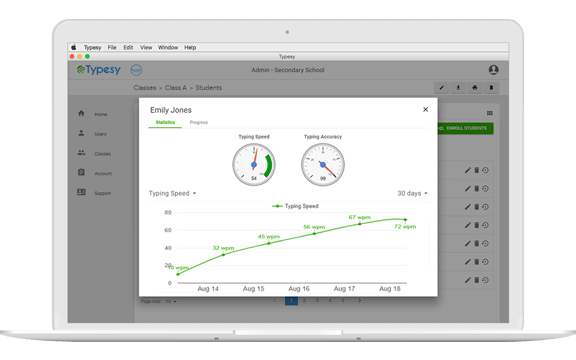 Typesy File Edit View Window Help
Typesy
Typesy
Admin - Secondary School
Classes > Class A > Students
Home
Users
Classes
Account
Support
ENROLL STUDENTS
Emily Jones
Statistics Progress
Typing Speed Typing Accuracy
54 99
Typing Speed 30 days
Typing Speed
80
60
40
20
0
10 wpm
32 wpm
45 wpm
56 wpm
67 wpm
72 wpm
Aug 14 Aug 15 Aug 16 Aug 17 Aug 18
Page Size: 10 1 2 3 4 5